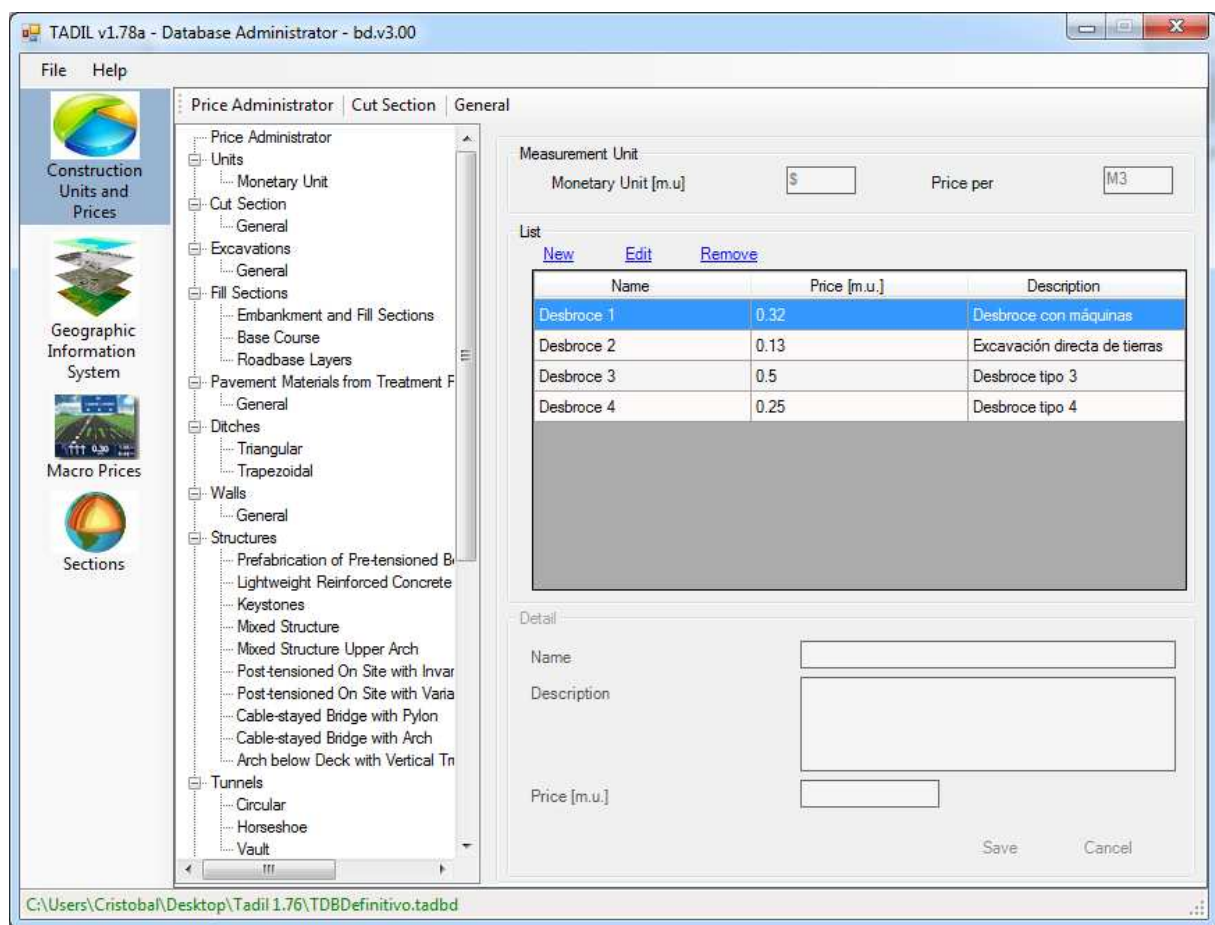 TADIL v1.78a - Database Administrator - bd.v3.00
File Help
Construction
Units and
Prices
Geographic
Information
System
Macro Prices
Sections
Price Administrator Cut Section General
Price Administrator
Units
Monetary Unit
Cut Section
General
Excavations
General
Fill Sections
Embankment and Fill Sections
Base Course
Roadbase Layers
Pavement Materials from Treatment
General
Ditches
Triangular
Trapezoidal
Walls
General
Structures
Prefabrication of Pre-tensioned
Lightweight Reinforced Concrete
Keystones
Mixed Structure
Mixed Structure Upper Arch
Post-tensioned On Site with Invar
Post-tensioned On Site with Varia
Cable-stayed Bridge with Pylon
Cable-stayed Bridge with Arch
Arch below Deck with Vertical
Tunnels
Circular
Horseshoe
Vault
Measurement Unit
Monetary Unit [m.u] $ Price per M3
List
New Edit Remove
Name Price [m.u.] Description
Desbroce 1 0.32 Desbroce con máquinas
Desbroce 2 0.13 Excavación directa de tierras
Desbroce 3 0.5 Desbroce tipo 3
Desbroce 4 0.25 Desbroce tipo 4
Detail
Name
Description
Price [m.u.]
Save Cancel
C:\Users\Cristobal\Desktop\Tadil 1.76\TDBDefinitivo.tadbd